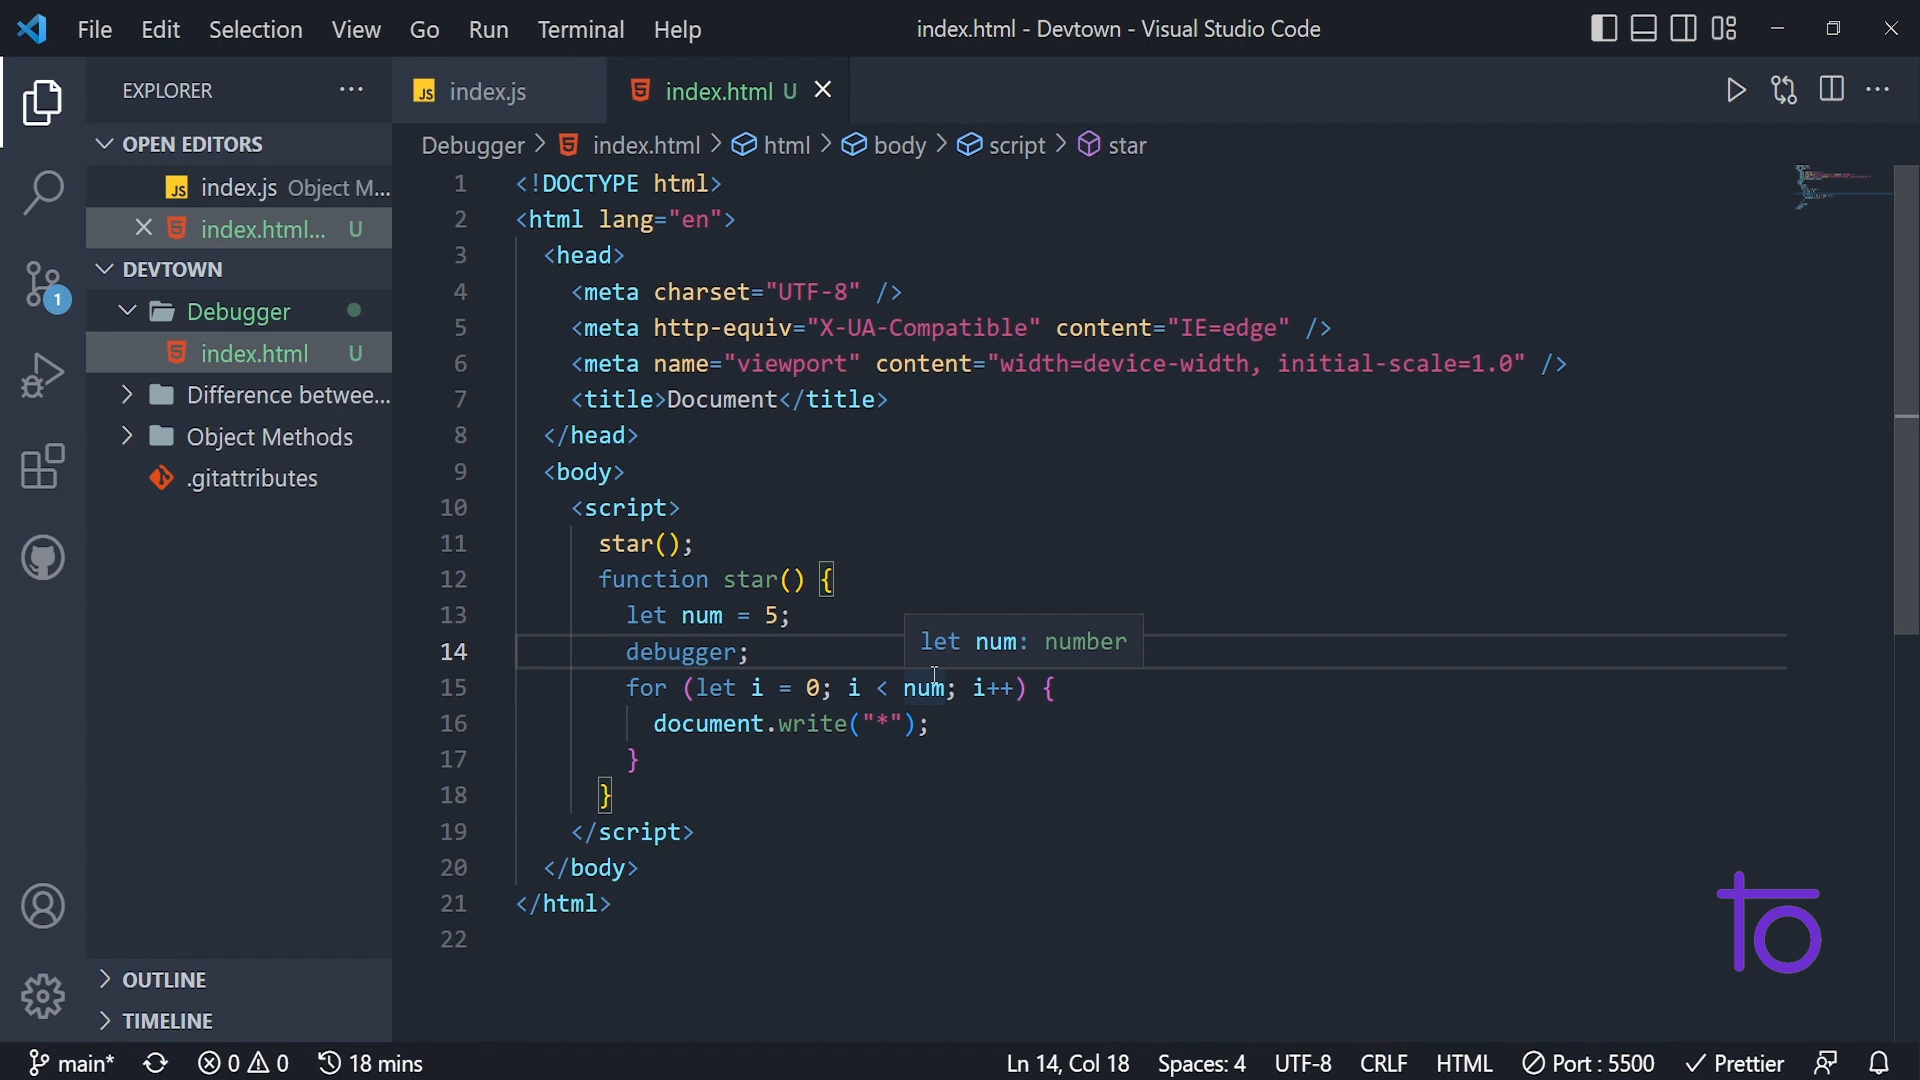 File Edit Selection View Go Run Terminal Help
index.html - Devtown - Visual Studio Code
EXPLORER
OPEN EDITORS
JS index.js Object M...
index.html... U
DEVTOWN
Debugger
index.html U
Difference betwee...
Object Methods
.gitattributes
OUTLINE
TIMELINE
1
JS index.js
index.html U
Debugger > index.html > html > body > script > star
1 <!DOCTYPE html>
2 <html lang="en">
3 <head>
4 <meta charset="UTF-8" />
5 <meta http-equiv="X-UA-Compatible" content="IE=edge" />
6 <meta name="viewport" content="width=device-width, initial-scale=1.0" />
7 <title>Document</title>
8 </head>
9 <body>
10 <script>
11 star();
12 function star() {
13 let num = 5;
let num: number
14 debugger;
15 for (let i = 0; i < num; i++) {
16 document.write("*");
17 }
18 }
19 </script>
20 </body>
21 </html>
22
to
main* 0 0 18 mins
Ln 14, Col 18 Spaces: 4 UTF-8 CRLF HTML Port : 5500 Prettier